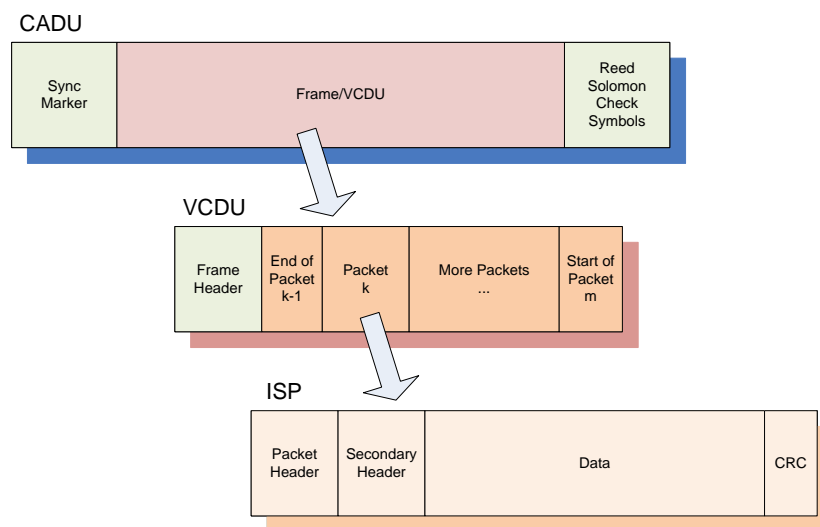 CADU
Sync
Marker
Frame/VCDU
Reed
Solomon
Check
Symbols
VCDU
Frame
Header
End of
Packet
k-1
Packet
k
More Packets
...
Start of
Packet
m
ISP
Packet
Header
Secondary
Header
Data
CRC